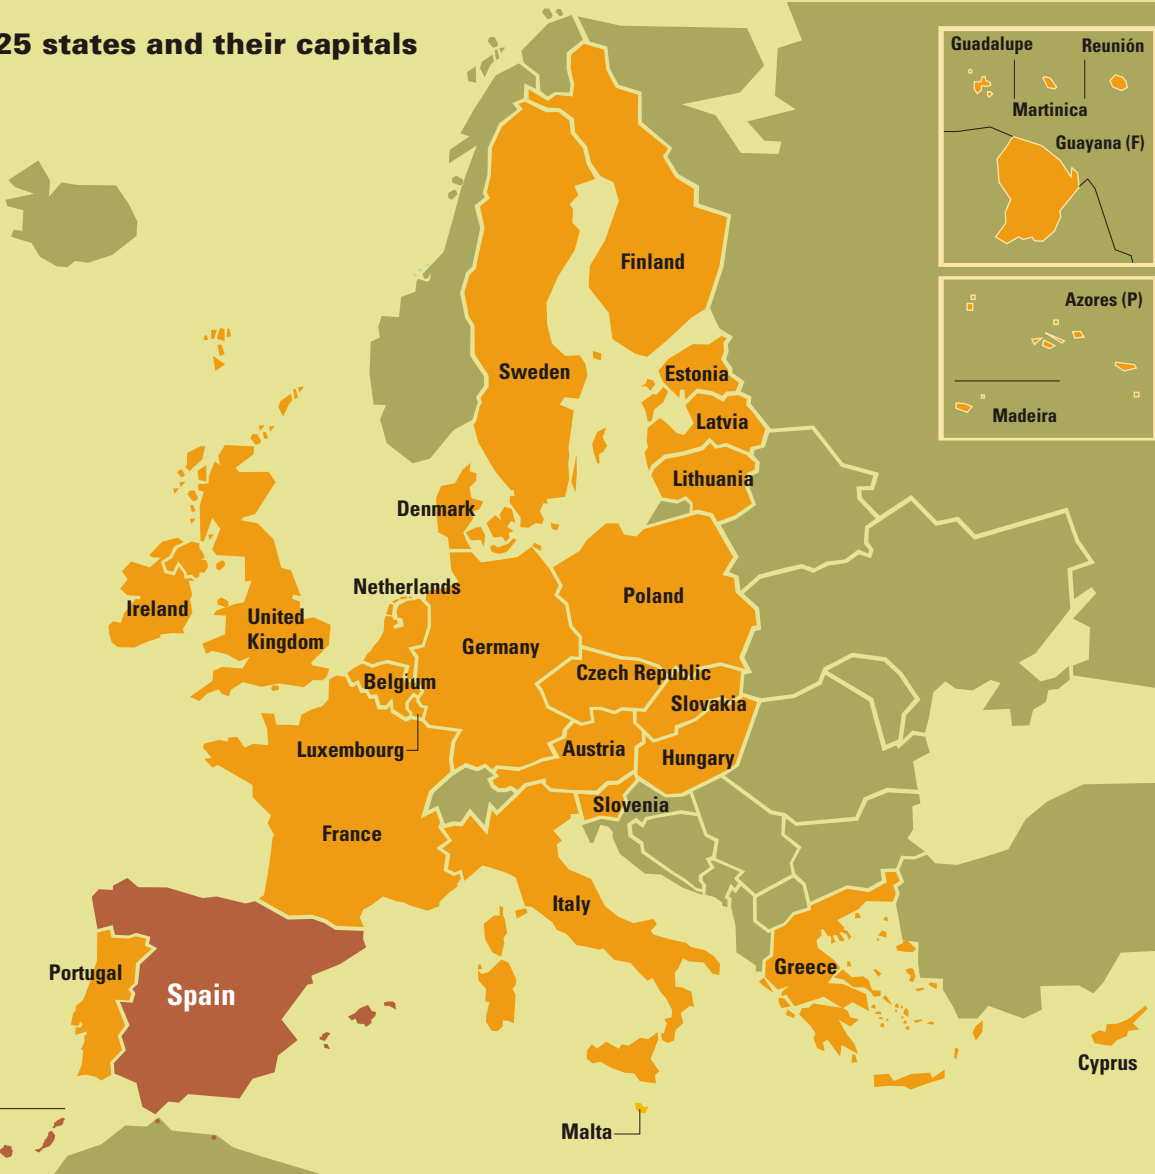 25 states and their capitals
Guadalupe
Reunión
Martinica
Guayana (F)
Azores (P)
Madeira
Finland
Sweden
Estonia
Latvia
Lithuania
Denmark
Netherlands
Ireland
United
Kingdom
Poland
Germany
Belgium
Czech Republic
Slovakia
Luxembourg
Austria
Hungary
Slovenia
France
Italy
Portugal
Spain
Greece
Cyprus
Malta